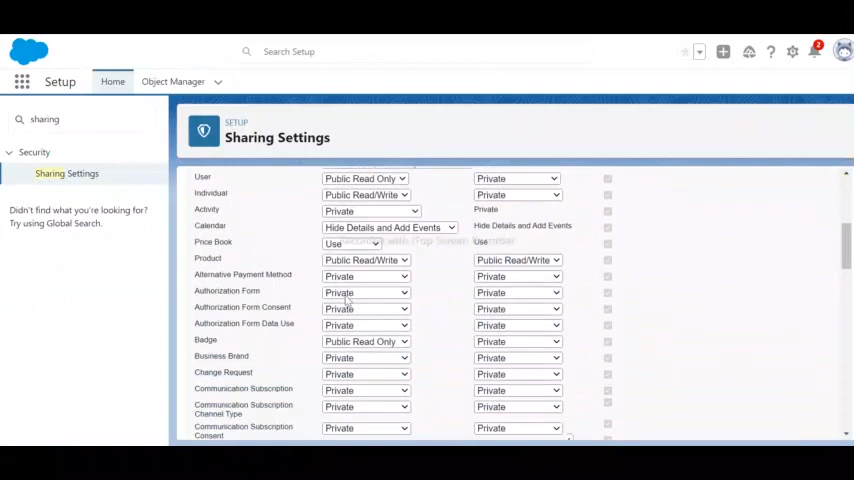 Search Setup
2
Setup Home Object Manager
sharing
SETUP
Sharing Settings
Security
Sharing Settings
Didn't find what you're looking for?
Try using Global Search.
User Public Read Only Private
Individual Public Read/Write Private
Activity Private Private
Calendar Hide Details and Add Events Hide Details and Add Events
Price Book Use Use
Product Public Read/Write Public Read/Write
Alternative Payment Method Private Private
Authorization Form Private Private
Authorization Form Consent Private Private
Authorization Form Data Use Private Private
Badge Public Read Only Private
Business Brand Private Private
Change Request Private Private
Communication Subscription Private Private
Communication Subscription
Channel Type Private Private
Communication Subscription
Consent Private Private